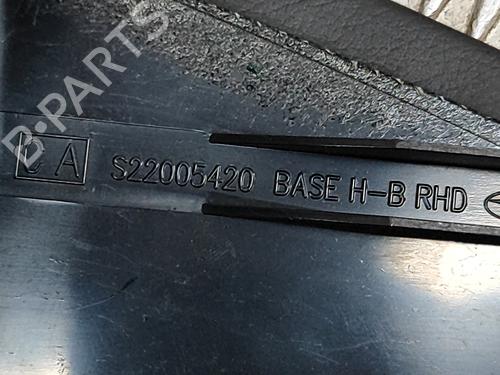 B-PARTS
A S22005420 BASE H-B RHD